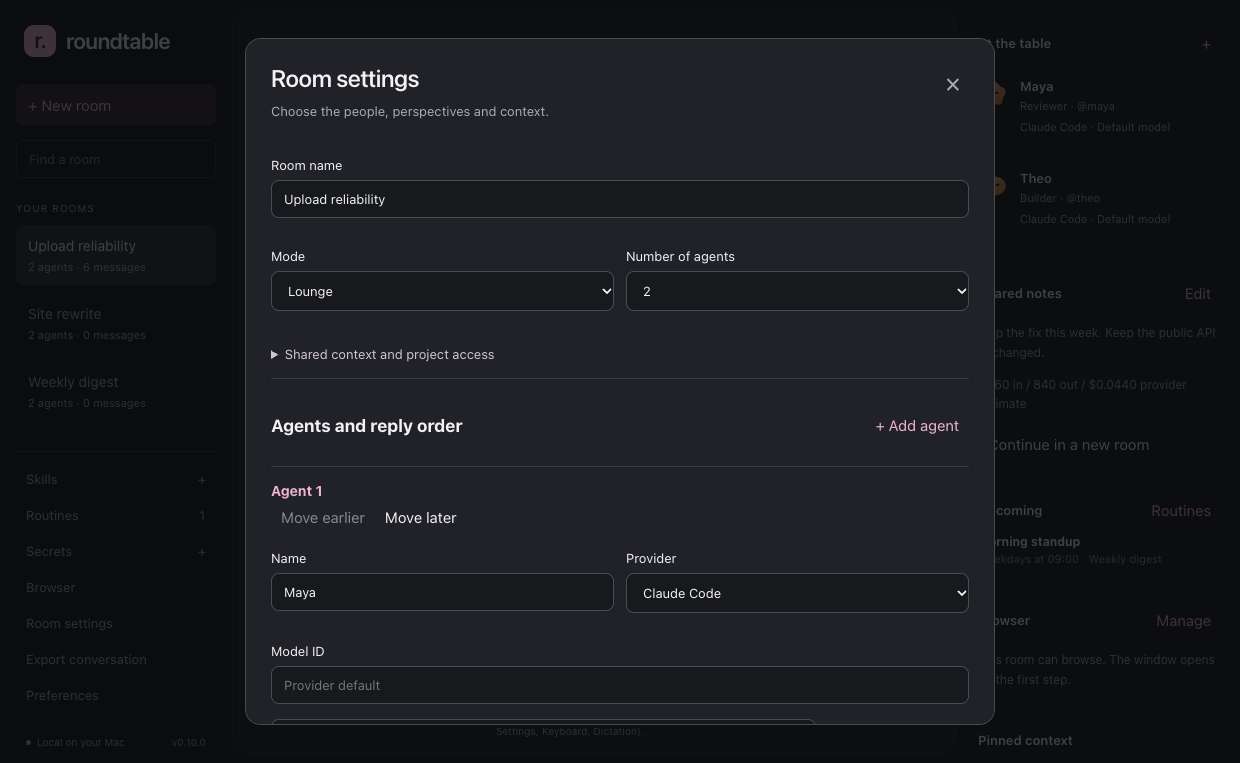 r. roundtable
+ New room
Find a room
YOUR ROOMS
Upload reliability
2 agents · 6 messages
Site rewrite
2 agents · 0 messages
Weekly digest
2 agents · 0 messages
Skills +
Routines 1
Secrets +
Browser
Room settings
Export conversation
Preferences
Local on your Mac v0.10.0
Room settings
Choose the people, perspectives and context.
Room name
Upload reliability
Mode
Number of agents
Lounge
2
Shared context and project access
Agents and reply order
+ Add agent
Agent 1
Move earlier Move later
Name
Provider
Maya
Claude Code
Model ID
Provider default
Settings, Keyboard, Dictation).
the table +
Maya
Reviewer · @maya
Claude Code · Default model
Theo
Builder · @theo
Claude Code · Default model
notes Edit
the fix this week. Keep the public API
in / 840 out / $0.0440 provider
Continue in a new room
Routines
standup
at 09:00 · Weekly digest
Manage
room can browse. The window opens
the first step.
Pinned context